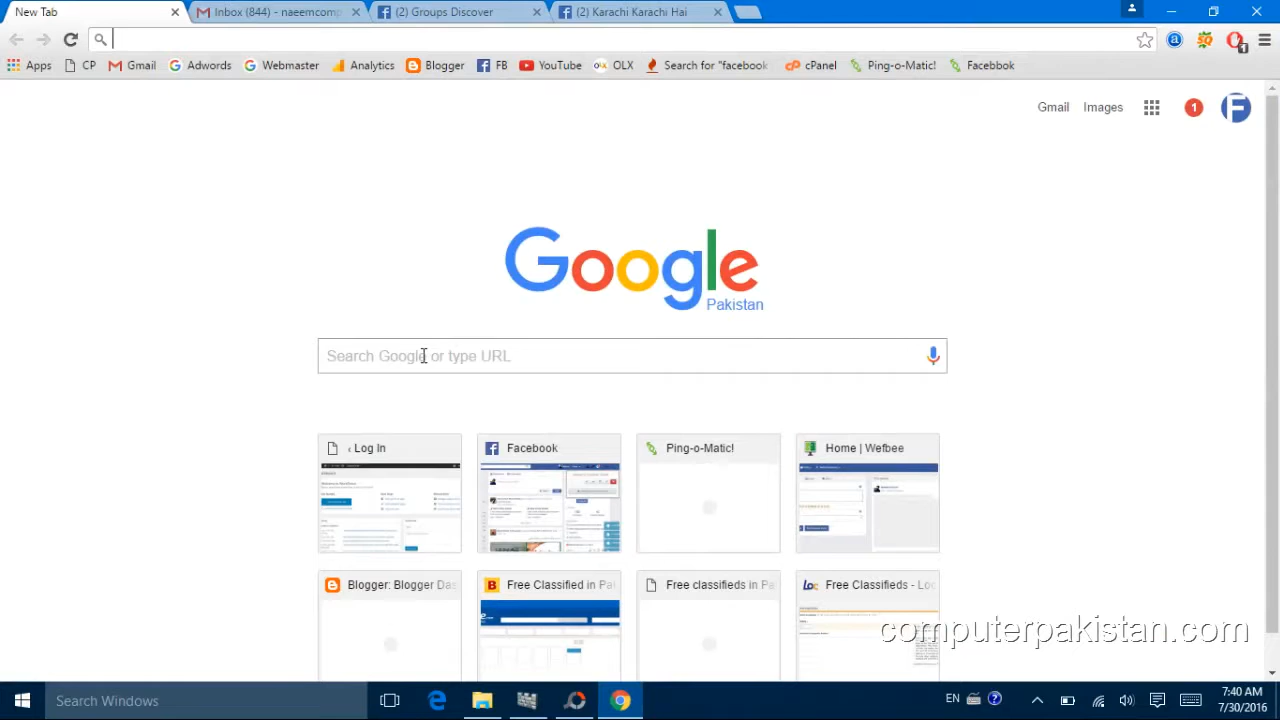 New Tab
Inbox (844) - naeemcomp
(2) Groups Discover
(2) Karachi Karachi Hai
Apps
CP
Gmail
Adwords
Webmaster
Analytics
Blogger
FB
YouTube
OLX
Search for "facebook
cPanel
Ping-o-Matic!
Facebbok
Gmail
Images
1
F
Google
Pakistan
Search Google or type URL
‹ Log In
Facebook
Ping-o-Matic!
Home | Wefbee
Blogger: Blogger Das
Free Classified in Pa
Free classifieds in Pa
Free Classifieds - Loc
computerpakistan.com
Search Windows
EN
7:40 AM
7/30/2016